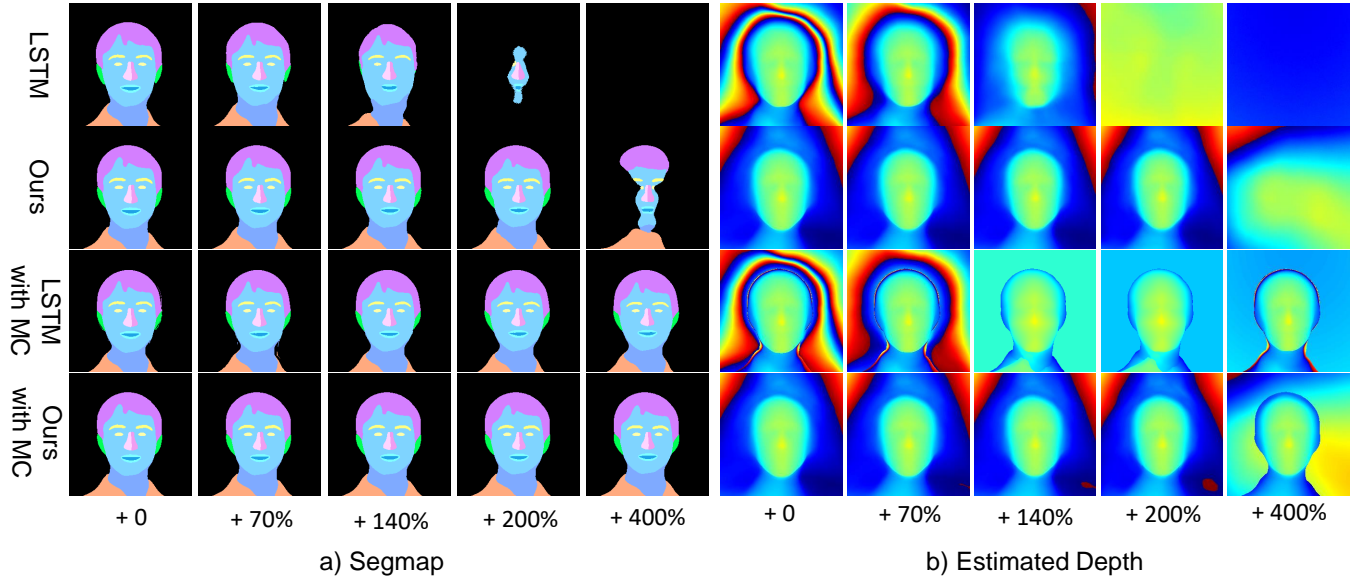 LSTM
Ours
LSTM
with MC
Ours
with MC
+ 0
+ 70%
+ 140%
+ 200%
+ 400%
+ 0
+ 70%
+ 140%
+ 200%
+ 400%
a) Segmap
b) Estimated Depth